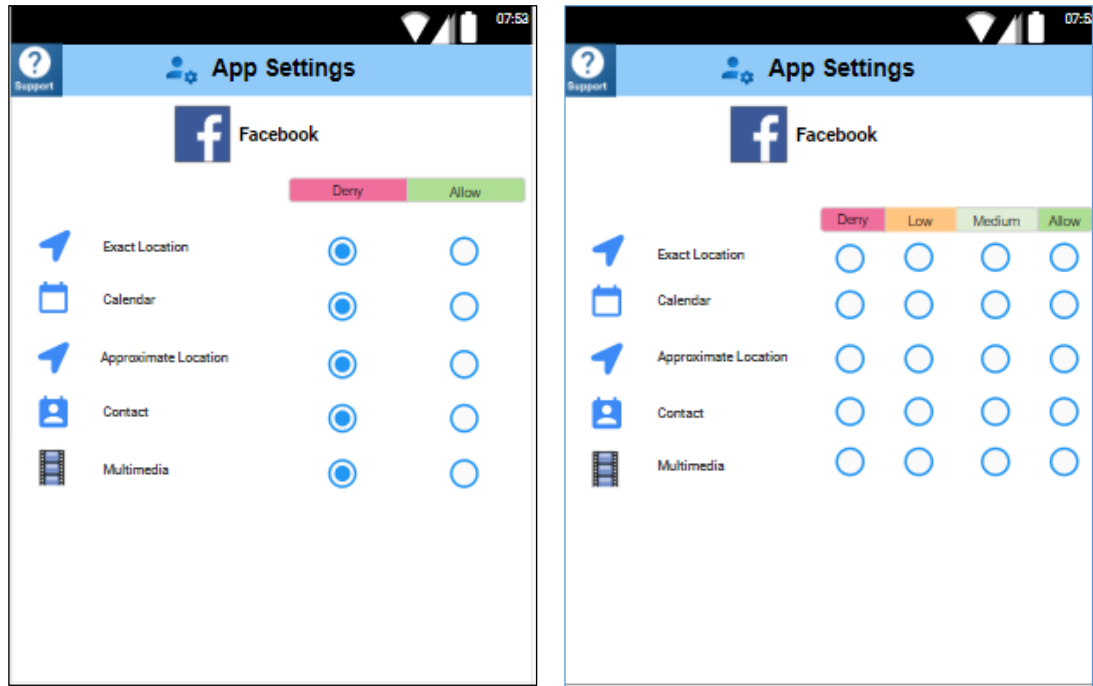 07:53
Support
App Settings
Facebook
Deny Allow
Exact Location
Calendar
Approximate Location
Contact
Multimedia
Support
App Settings
Facebook
Deny Low Medium Allow
Exact Location
Calendar
Approximate Location
Contact
Multimedia